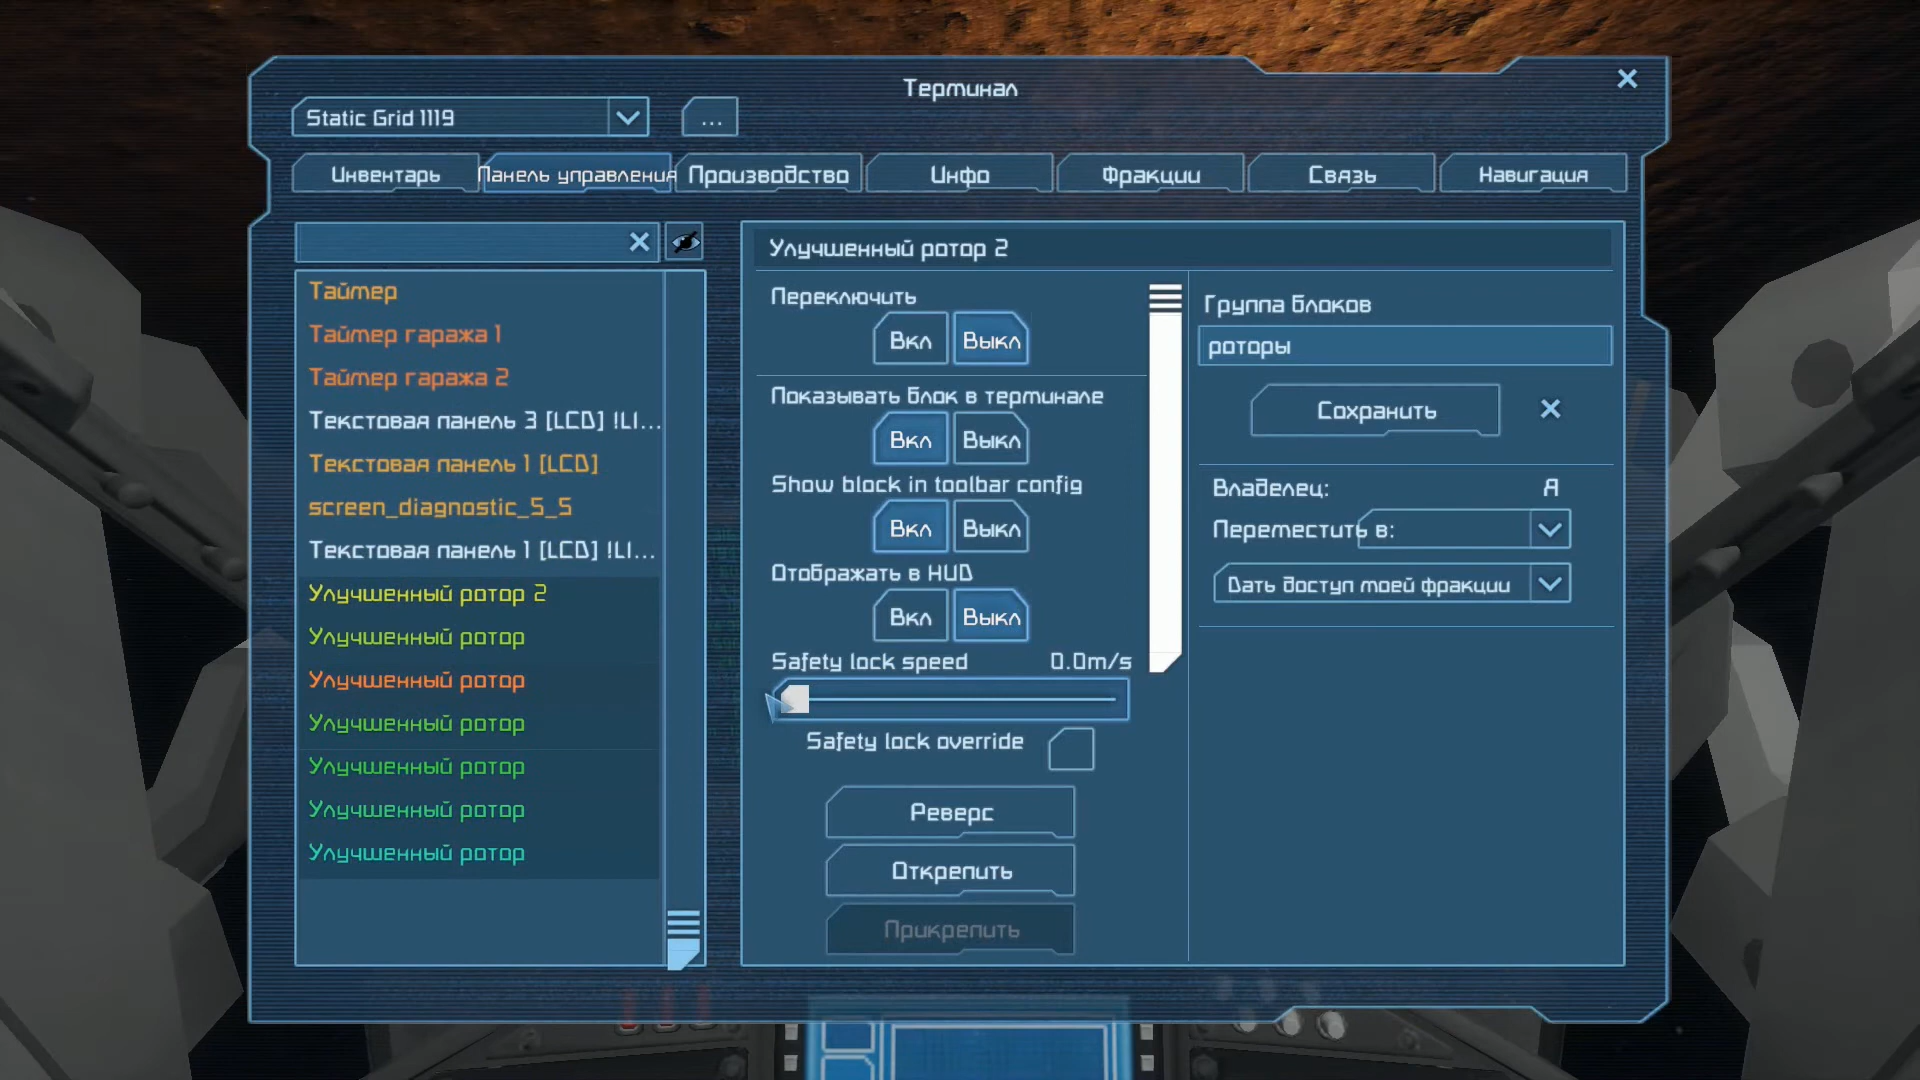 Терминал
Static Grid 1119
...
Инвентарь
Панель управления
Производство
Инфо
Фракции
Связь
Навигация
Таймер
Таймер гаража 1
Таймер гаража 2
Текстовая панель 3 [LCD] !LI...
Текстовая панель 1 [LCD]
screen_diagnostic_5_5
Текстовая панель 1 [LCD] !LI...
Улучшенный ротор 2
Улучшенный ротор
Улучшенный ротор
Улучшенный ротор
Улучшенный ротор
Улучшенный ротор
Улучшенный ротор
Улучшенный ротор 2
Переключить
Вкл Выкл
Показывать блок в терминале
Вкл Выкл
Show block in toolbar config
Вкл Выкл
Отображать в HUD
Вкл Выкл
Safety lock speed 0.0m/s
Safety lock override
Реверс
Открепить
Прикрепить
Группа блоков
роторы
Сохранить
Владелец: Я
Переместить в:
Дать доступ моей фракции